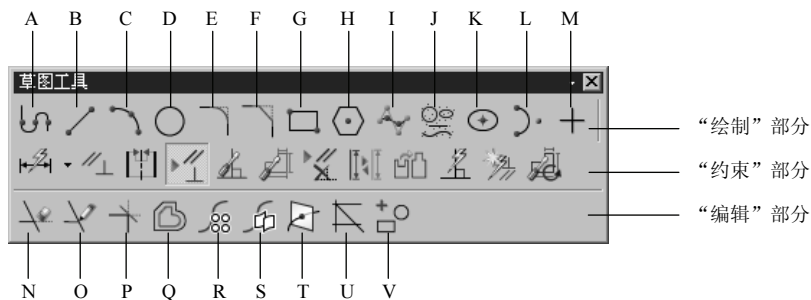 A B C D E F G H I J K L M
草图工具
“绘制”部分
“约束”部分
“编辑”部分
N O P Q R S T U V